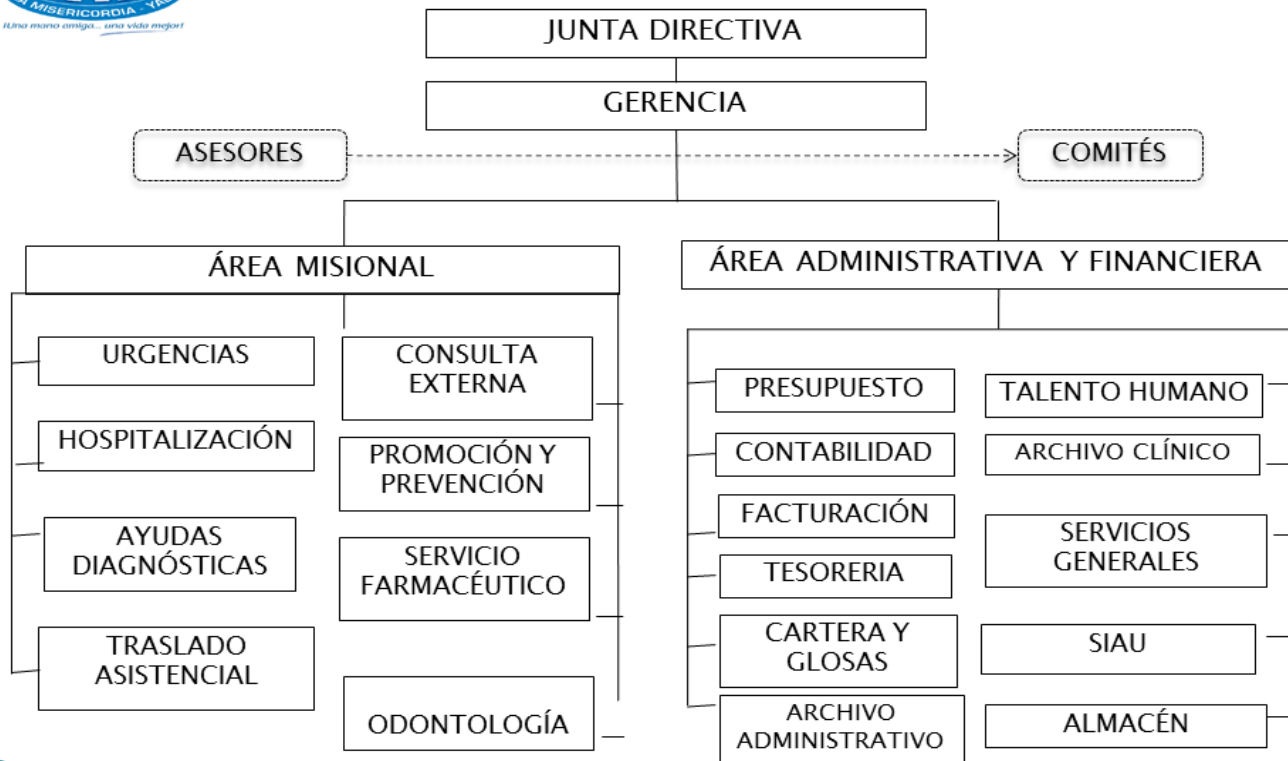 A MISERICORDIA - YA
¡Una mano amiga... una vida mejor!
JUNTA DIRECTIVA
GERENCIA
ASESORES
COMITÉS
ÁREA MISIONAL
ÁREA ADMINISTRATIVA Y FINANCIERA
URGENCIAS
HOSPITALIZACIÓN
AYUDAS
DIAGNÓSTICAS
TRASLADO
ASISTENCIAL
CONSULTA
EXTERNA
PROMOCIÓN Y
PREVENCIÓN
SERVICIO
FARMACÉUTICO
ODONTOLOGÍA
PRESUPUESTO
CONTABILIDAD
FACTURACIÓN
TESORERIA
CARTERA Y
GLOSAS
ARCHIVO
ADMINISTRATIVO
TALENTO HUMANO
ARCHIVO CLÍNICO
SERVICIOS
GENERALES
SIAU
ALMACÉN